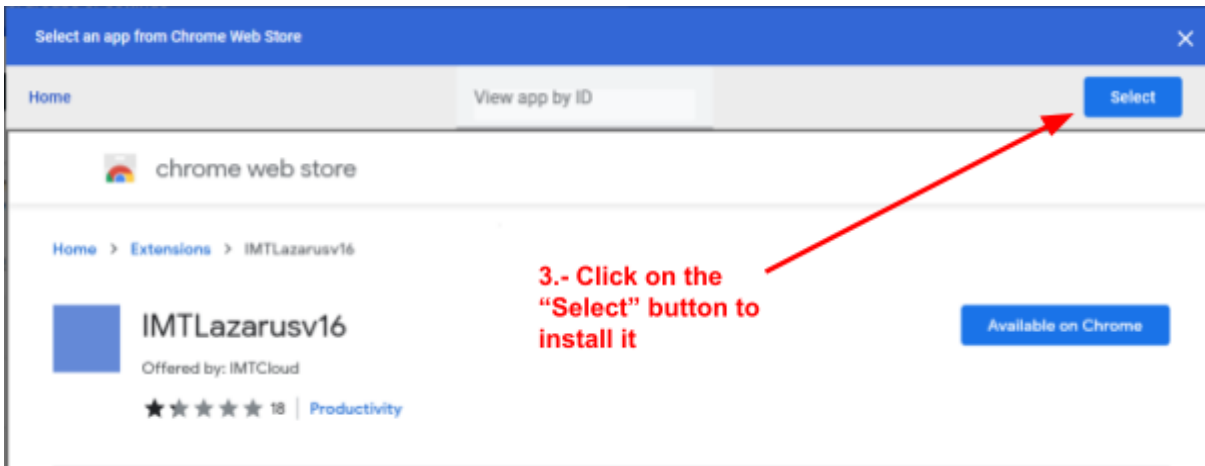 Select an app from Chrome Web Store
Home
View app by ID
Select
chrome web store
Home > Extensions > IMTLazarusv16
3.- Click on the
“Select” button to
install it
IMTLazarusv16
Available on Chrome
Offered by: IMTCloud
18 | Productivity